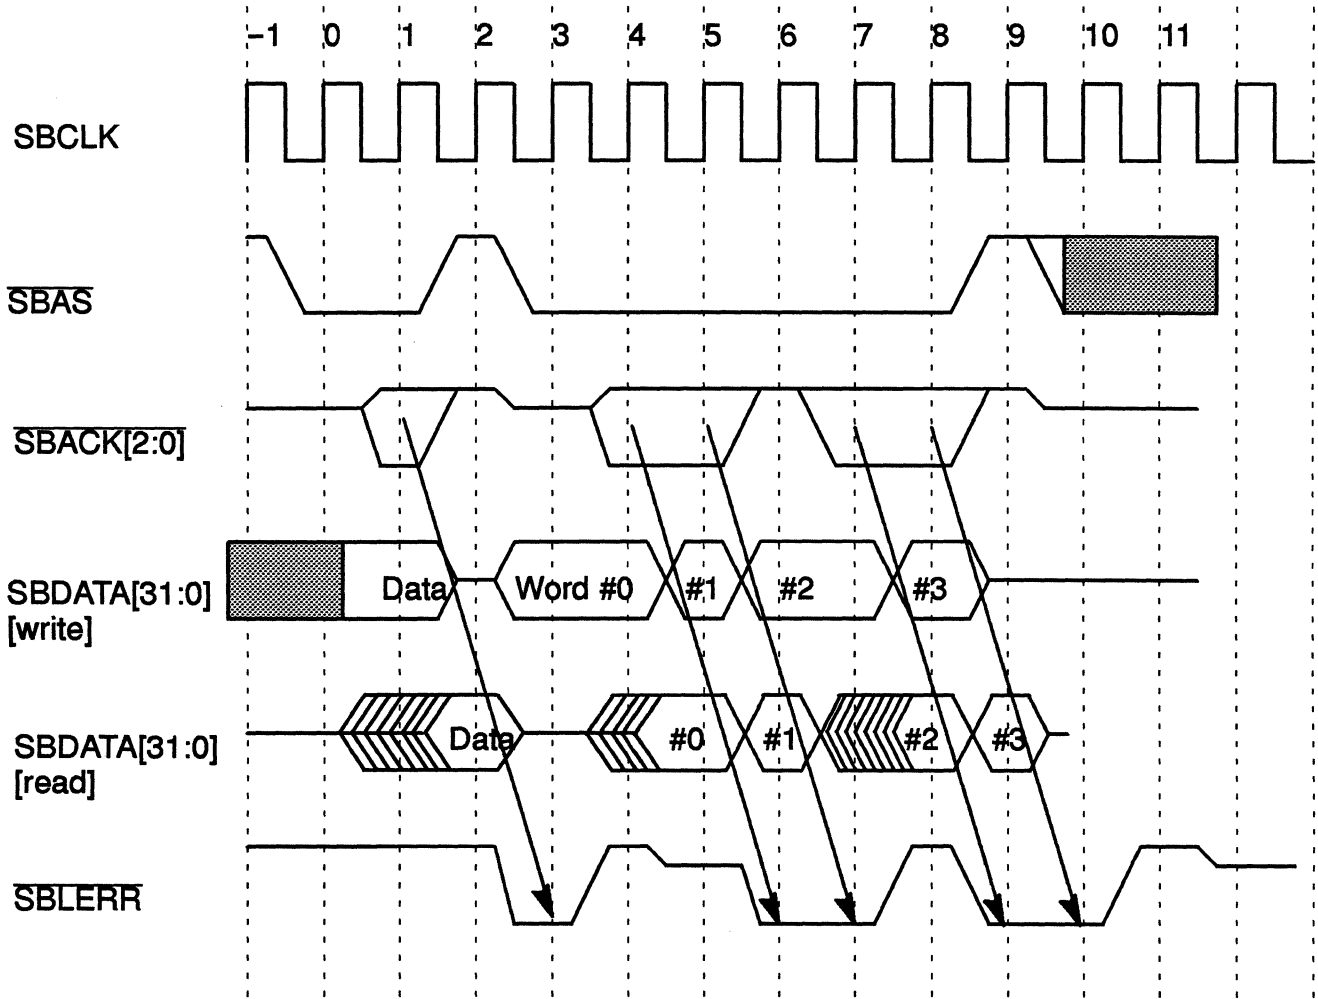 -1 0 1 2 3 4 5 6 7 8 9 10 11
SBCLK
SBAS
SBACK[2:0]
SBDATA[31:0]
[write]
Data Word #0 #1 #2 #3
SBDATA[31:0]
[read]
Data #0 #1 #2 #3
SBLERR